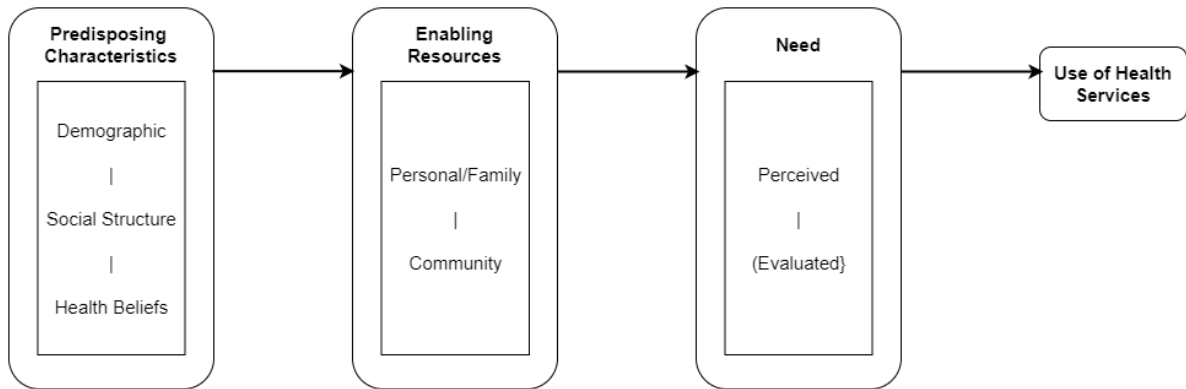 Predisposing
Characteristics
Demographic
|
Social Structure
|
Health Beliefs
Enabling
Resources
Personal/Family
|
Community
Need
Perceived
|
(Evaluated}
Use of Health
Services